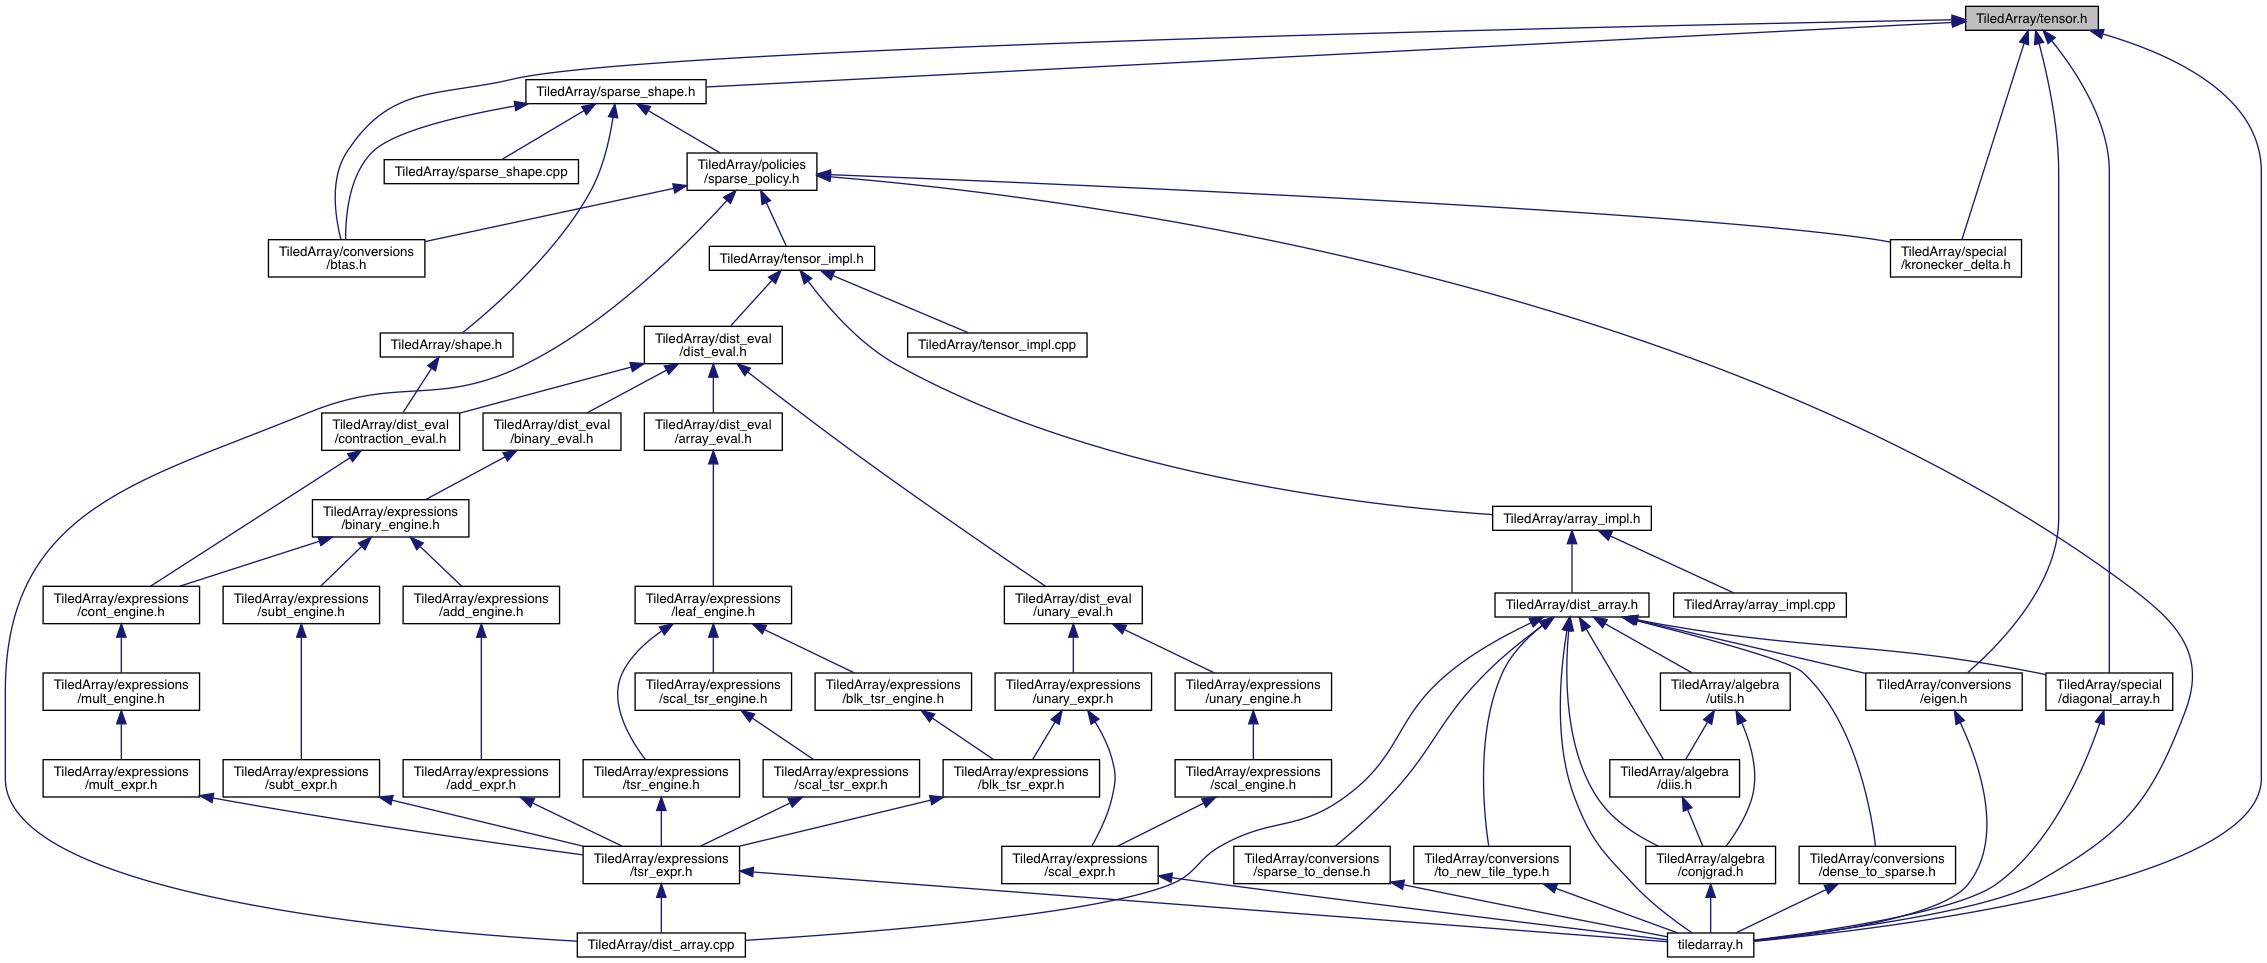 TiledArray/tensor.h
TiledArray/sparse_shape.h
TiledArray/sparse_shape.cpp
TiledArray/policies
/sparse_policy.h
TiledArray/conversions
/btas.h
TiledArray/tensor_impl.h
TiledArray/special
/kronecker_delta.h
TiledArray/shape.h
TiledArray/dist_eval
/dist_eval.h
TiledArray/tensor_impl.cpp
TiledArray/dist_eval
/contraction_eval.h
TiledArray/dist_eval
/binary_eval.h
TiledArray/dist_eval
/array_eval.h
TiledArray/expressions
/binary_engine.h
TiledArray/array_impl.h
TiledArray/expressions
/cont_engine.h
TiledArray/expressions
/subt_engine.h
TiledArray/expressions
/add_engine.h
TiledArray/expressions
/leaf_engine.h
TiledArray/dist_eval
/unary_eval.h
TiledArray/dist_array.h
TiledArray/array_impl.cpp
TiledArray/expressions
/mult_engine.h
TiledArray/expressions
/scal_tsr_engine.h
TiledArray/expressions
/blk_tsr_engine.h
TiledArray/expressions
/unary_expr.h
TiledArray/expressions
/unary_engine.h
TiledArray/algebra
/utils.h
TiledArray/conversions
/eigen.h
TiledArray/special
/diagonal_array.h
TiledArray/expressions
/mult_expr.h
TiledArray/expressions
/subt_expr.h
TiledArray/expressions
/add_expr.h
TiledArray/expressions
/tsr_engine.h
TiledArray/expressions
/scal_tsr_expr.h
TiledArray/expressions
/blk_tsr_expr.h
TiledArray/expressions
/scal_engine.h
TiledArray/algebra
/diis.h
TiledArray/expressions
/tsr_expr.h
TiledArray/expressions
/scal_expr.h
TiledArray/conversions
/sparse_to_dense.h
TiledArray/conversions
/to_new_tile_type.h
TiledArray/algebra
/conjgrad.h
TiledArray/conversions
/dense_to_sparse.h
TiledArray/dist_array.cpp
tiledarray.h